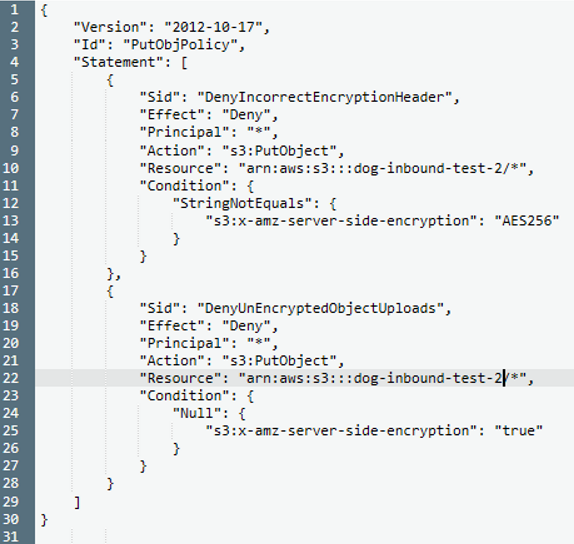 1 {
2     "Version": "2012-10-17",
3     "Id": "PutObjPolicy",
4     "Statement": [
5         {
6             "Sid": "DenyIncorrectEncryptionHeader",
7             "Effect": "Deny",
8             "Principal": "*",
9             "Action": "s3:PutObject",
10             "Resource": "arn:aws:s3:::dog-inbound-test-2/*",
11             "Condition": {
12                 "StringNotEquals": {
13                     "s3:x-amz-server-side-encryption": "AES256"
14                 }
15             }
16         },
17         {
18             "Sid": "DenyUnEncryptedObjectUploads",
19             "Effect": "Deny",
20             "Principal": "*",
21             "Action": "s3:PutObject",
22             "Resource": "arn:aws:s3:::dog-inbound-test-2/*",
23             "Condition": {
24                 "Null": {
25                     "s3:x-amz-server-side-encryption": "true"
26                 }
27             }
28         }
29     ]
30 }
31